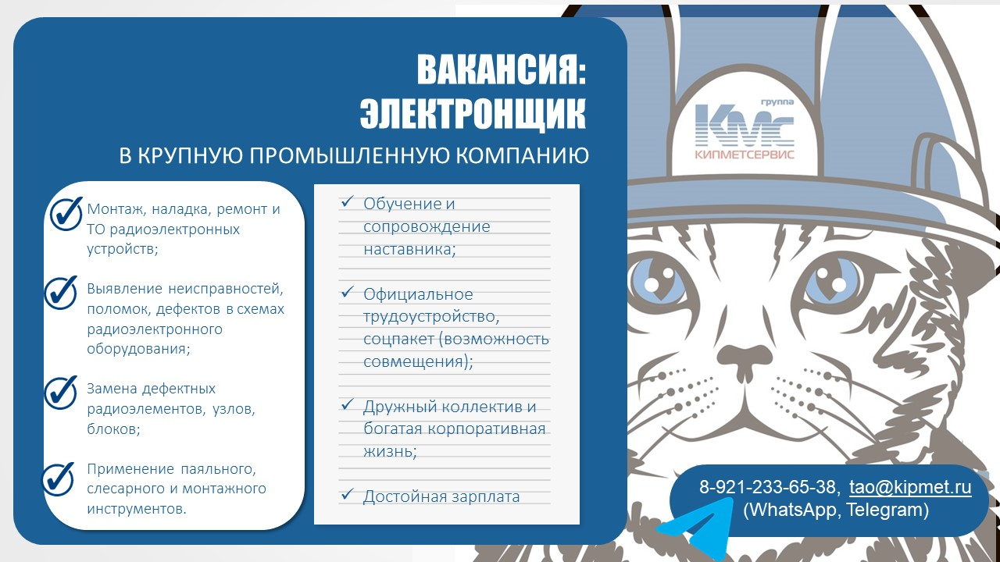 ВАКАНСИЯ:
ЭЛЕКТРОНЩИК
В КРУПНУЮ ПРОМЫШЛЕННУЮ КОМПАНИЮ
Монтаж, наладка, ремонт и
ТО радиоэлектронных
устройств;
Выявление неисправностей,
поломок, дефектов в схемах
радиоэлектронного
оборудования;
Замена дефектных
радиоэлементов, узлов,
блоков;
Применение паяльного,
слесарного и монтажного
инструментов.
Обучение и
сопровождение
наставника;
Официальное
трудоустройство,
соцпакет (возможность
совмещения);
Дружный коллектив и
богатая корпоративная
жизнь;
Достойная зарплата
группа
КМС
КИПМЕТСЕРВИС
8-921-233-65-38, tao@kipmet.ru
(WhatsApp, Telegram)